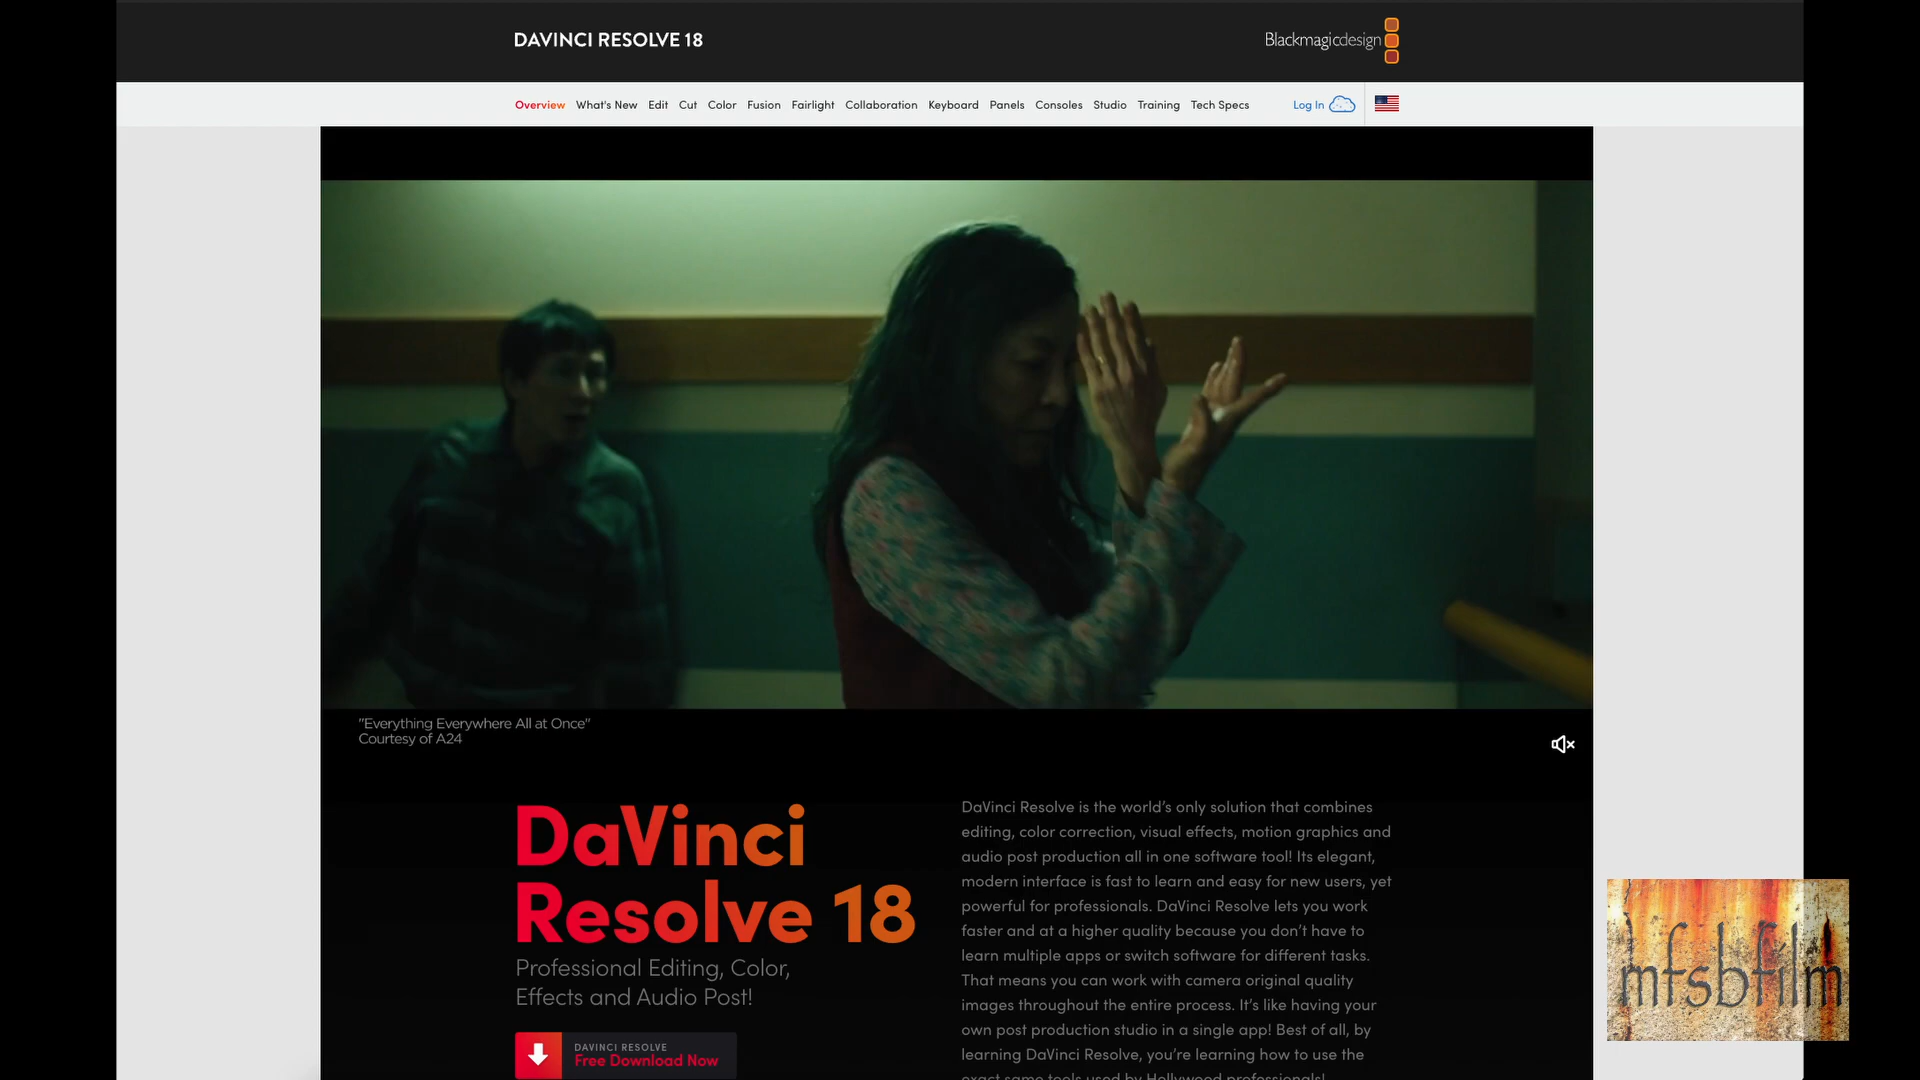 DAVINCI RESOLVE 18
Blackmagicdesign
Overview What's New Edit Cut Color Fusion Fairlight Collaboration Keyboard Panels Consoles Studio Training Tech Specs Log In
"Everything Everywhere All at Once"
Courtesy of A24
DaVinci
Resolve 18
Professional Editing, Color,
Effects and Audio Post!
DAVINCI RESOLVE
Free Download Now
DaVinci Resolve is the world’s only solution that combines
editing, color correction, visual effects, motion graphics and
audio post production all in one software tool! Its elegant,
modern interface is fast to learn and easy for new users, yet
powerful for professionals. DaVinci Resolve lets you work
faster and at a higher quality because you don’t have to
learn multiple apps or switch software for different tasks.
That means you can work with camera original quality
images throughout the entire process. It’s like having your
own post production studio in a single app! Best of all, by
learning DaVinci Resolve, you’re learning how to use the
exact same tools used by Hollywood professionals!
mfsbfilm